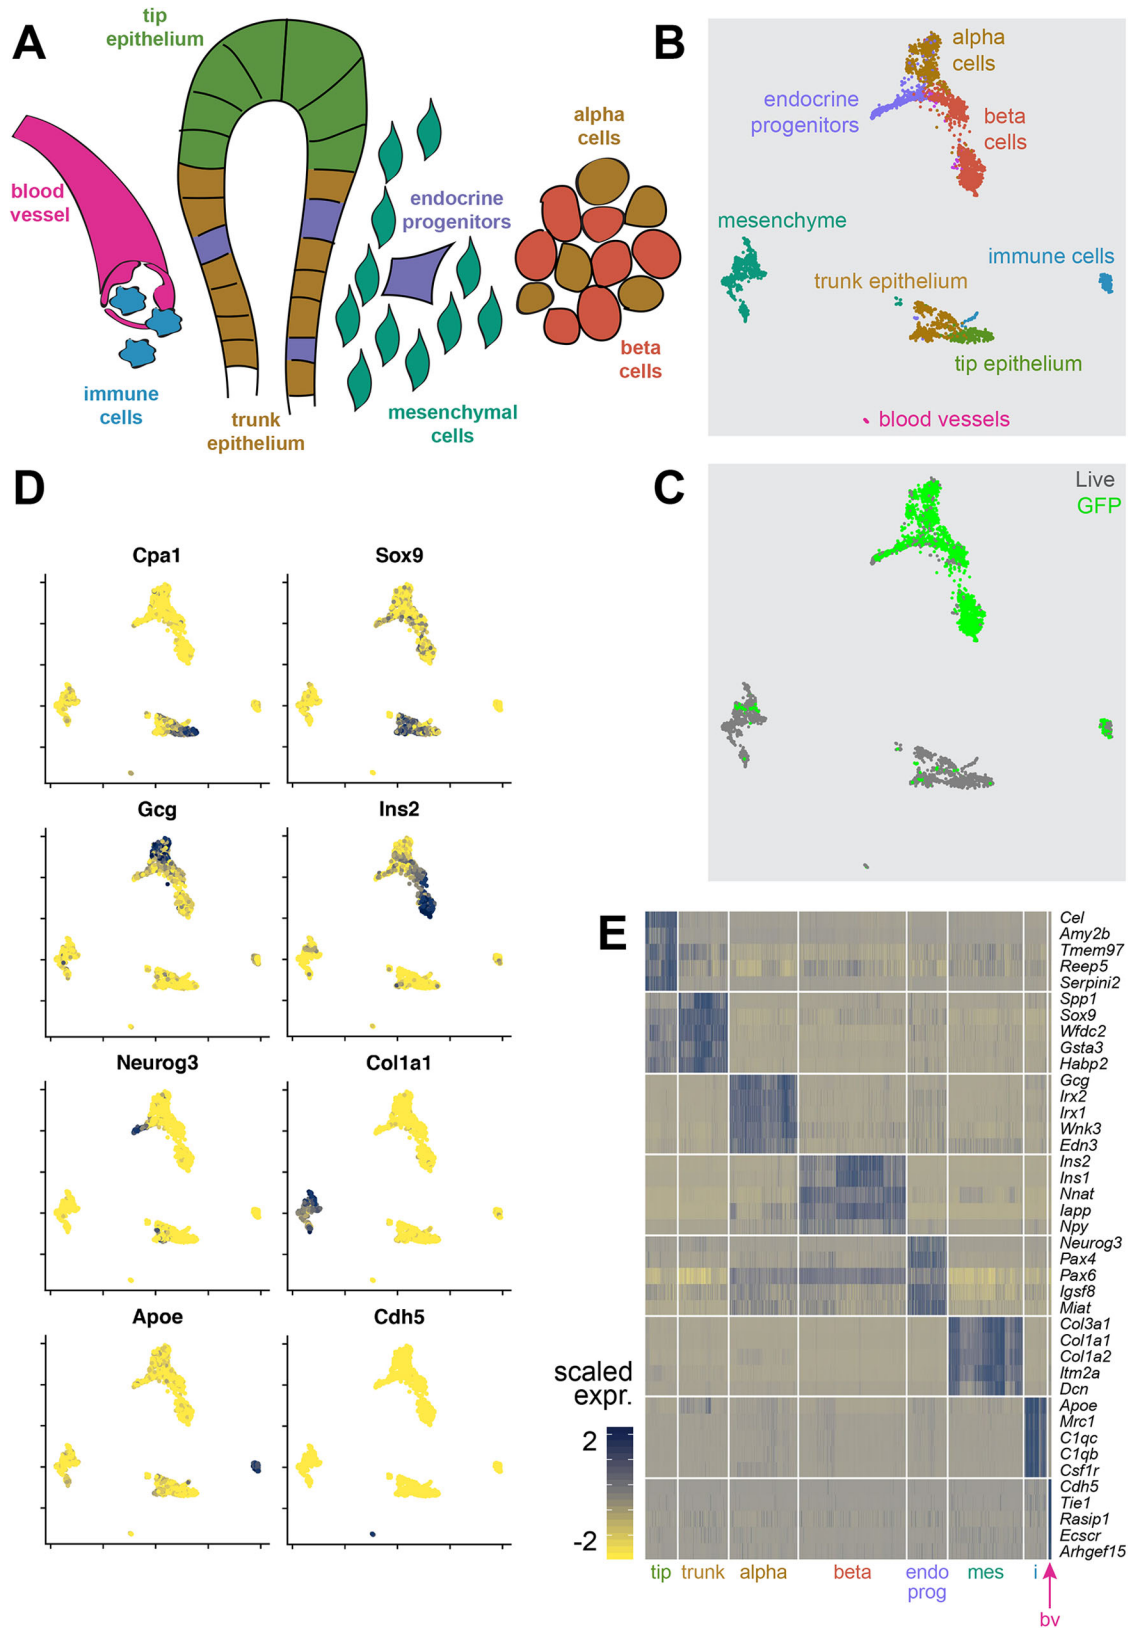 A
tip
epithelium
blood
vessel
immune
cells
trunk
epithelium
endocrine
progenitors
mesenchymal
cells
alpha
cells
beta
cells
B
alpha
cells
endocrine
progenitors
beta
cells
mesenchyme
immune cells
trunk epithelium
tip epithelium
blood vessels
C
Live
GFP
D
Cpa1
Sox9
Gcg
Ins2
Neurog3
Col1a1
Apoe
Cdh5
E
scaled
expr.
2
-2
Cel
Amy2b
Tmem97
Reep5
Serpini2
Spp1
Sox9
Wfdc2
Gsta3
Habp2
Gcg
Irx2
Irx1
Wnk3
Edn3
Ins2
Ins1
Nnat
Iapp
Npy
Neurog3
Pax4
Pax6
Igsf8
Miat
Col3a1
Col1a1
Col1a2
Itm2a
Dcn
Apoe
Mrc1
C1qc
C1qb
Csf1r
Cdh5
Tie1
Rasip1
Ecscr
Arhgef15
tip
trunk
alpha
beta
endo
prog
mes
i
bv